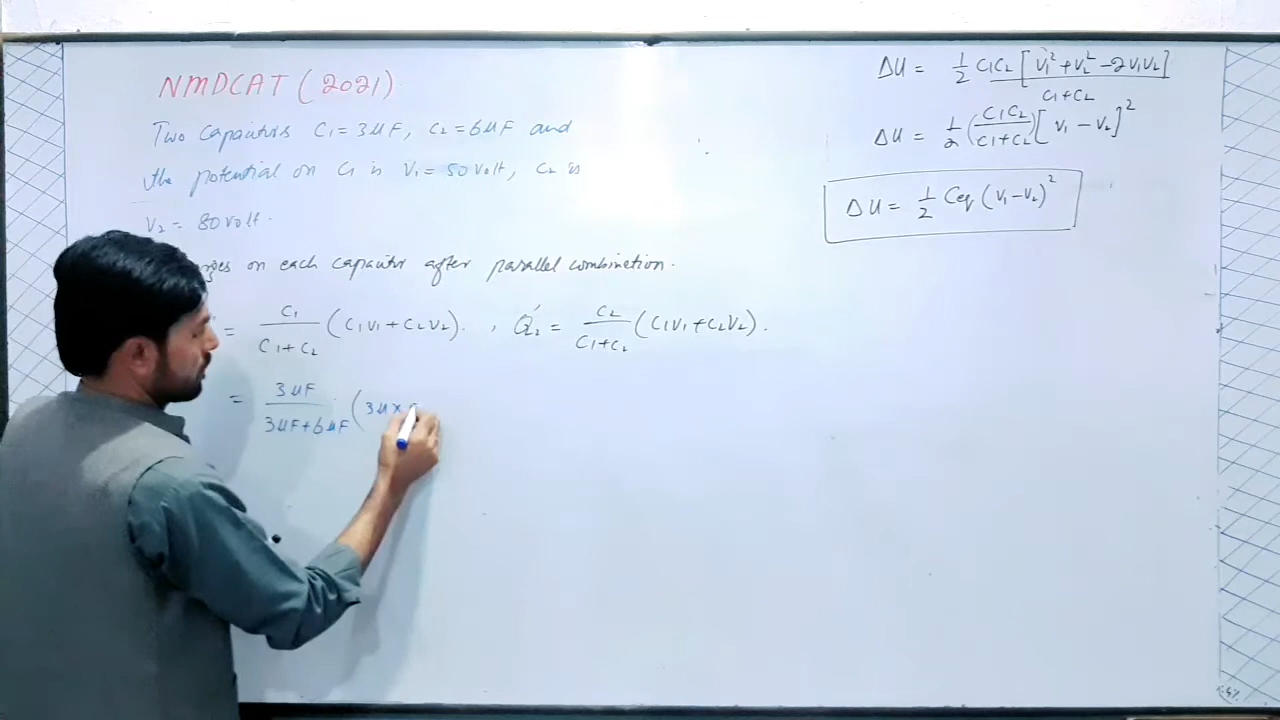 NMDCAT (2021)
Two Capacitors C1 = 3μF, C2 = 6μF and
the potential on C1 is V1 = 50 Volt, C2 is
V2 = 80 volt.
on each capacitor after parallel combination.
= C1/(C1+C2) (C1V1 + C2V2). , Q2' = C2/(C1+C2) (C1V1 + C2V2).
= 3μF/(3μF+6μF) (3μ×
ΔU = 1/2 C1C2 [V1² + V2² - 2V1V2]/(C1+C2)
ΔU = 1/2 (C1C2/(C1+C2)) [V1 - V2]²
ΔU = 1/2 Ceq (V1 - V2)²